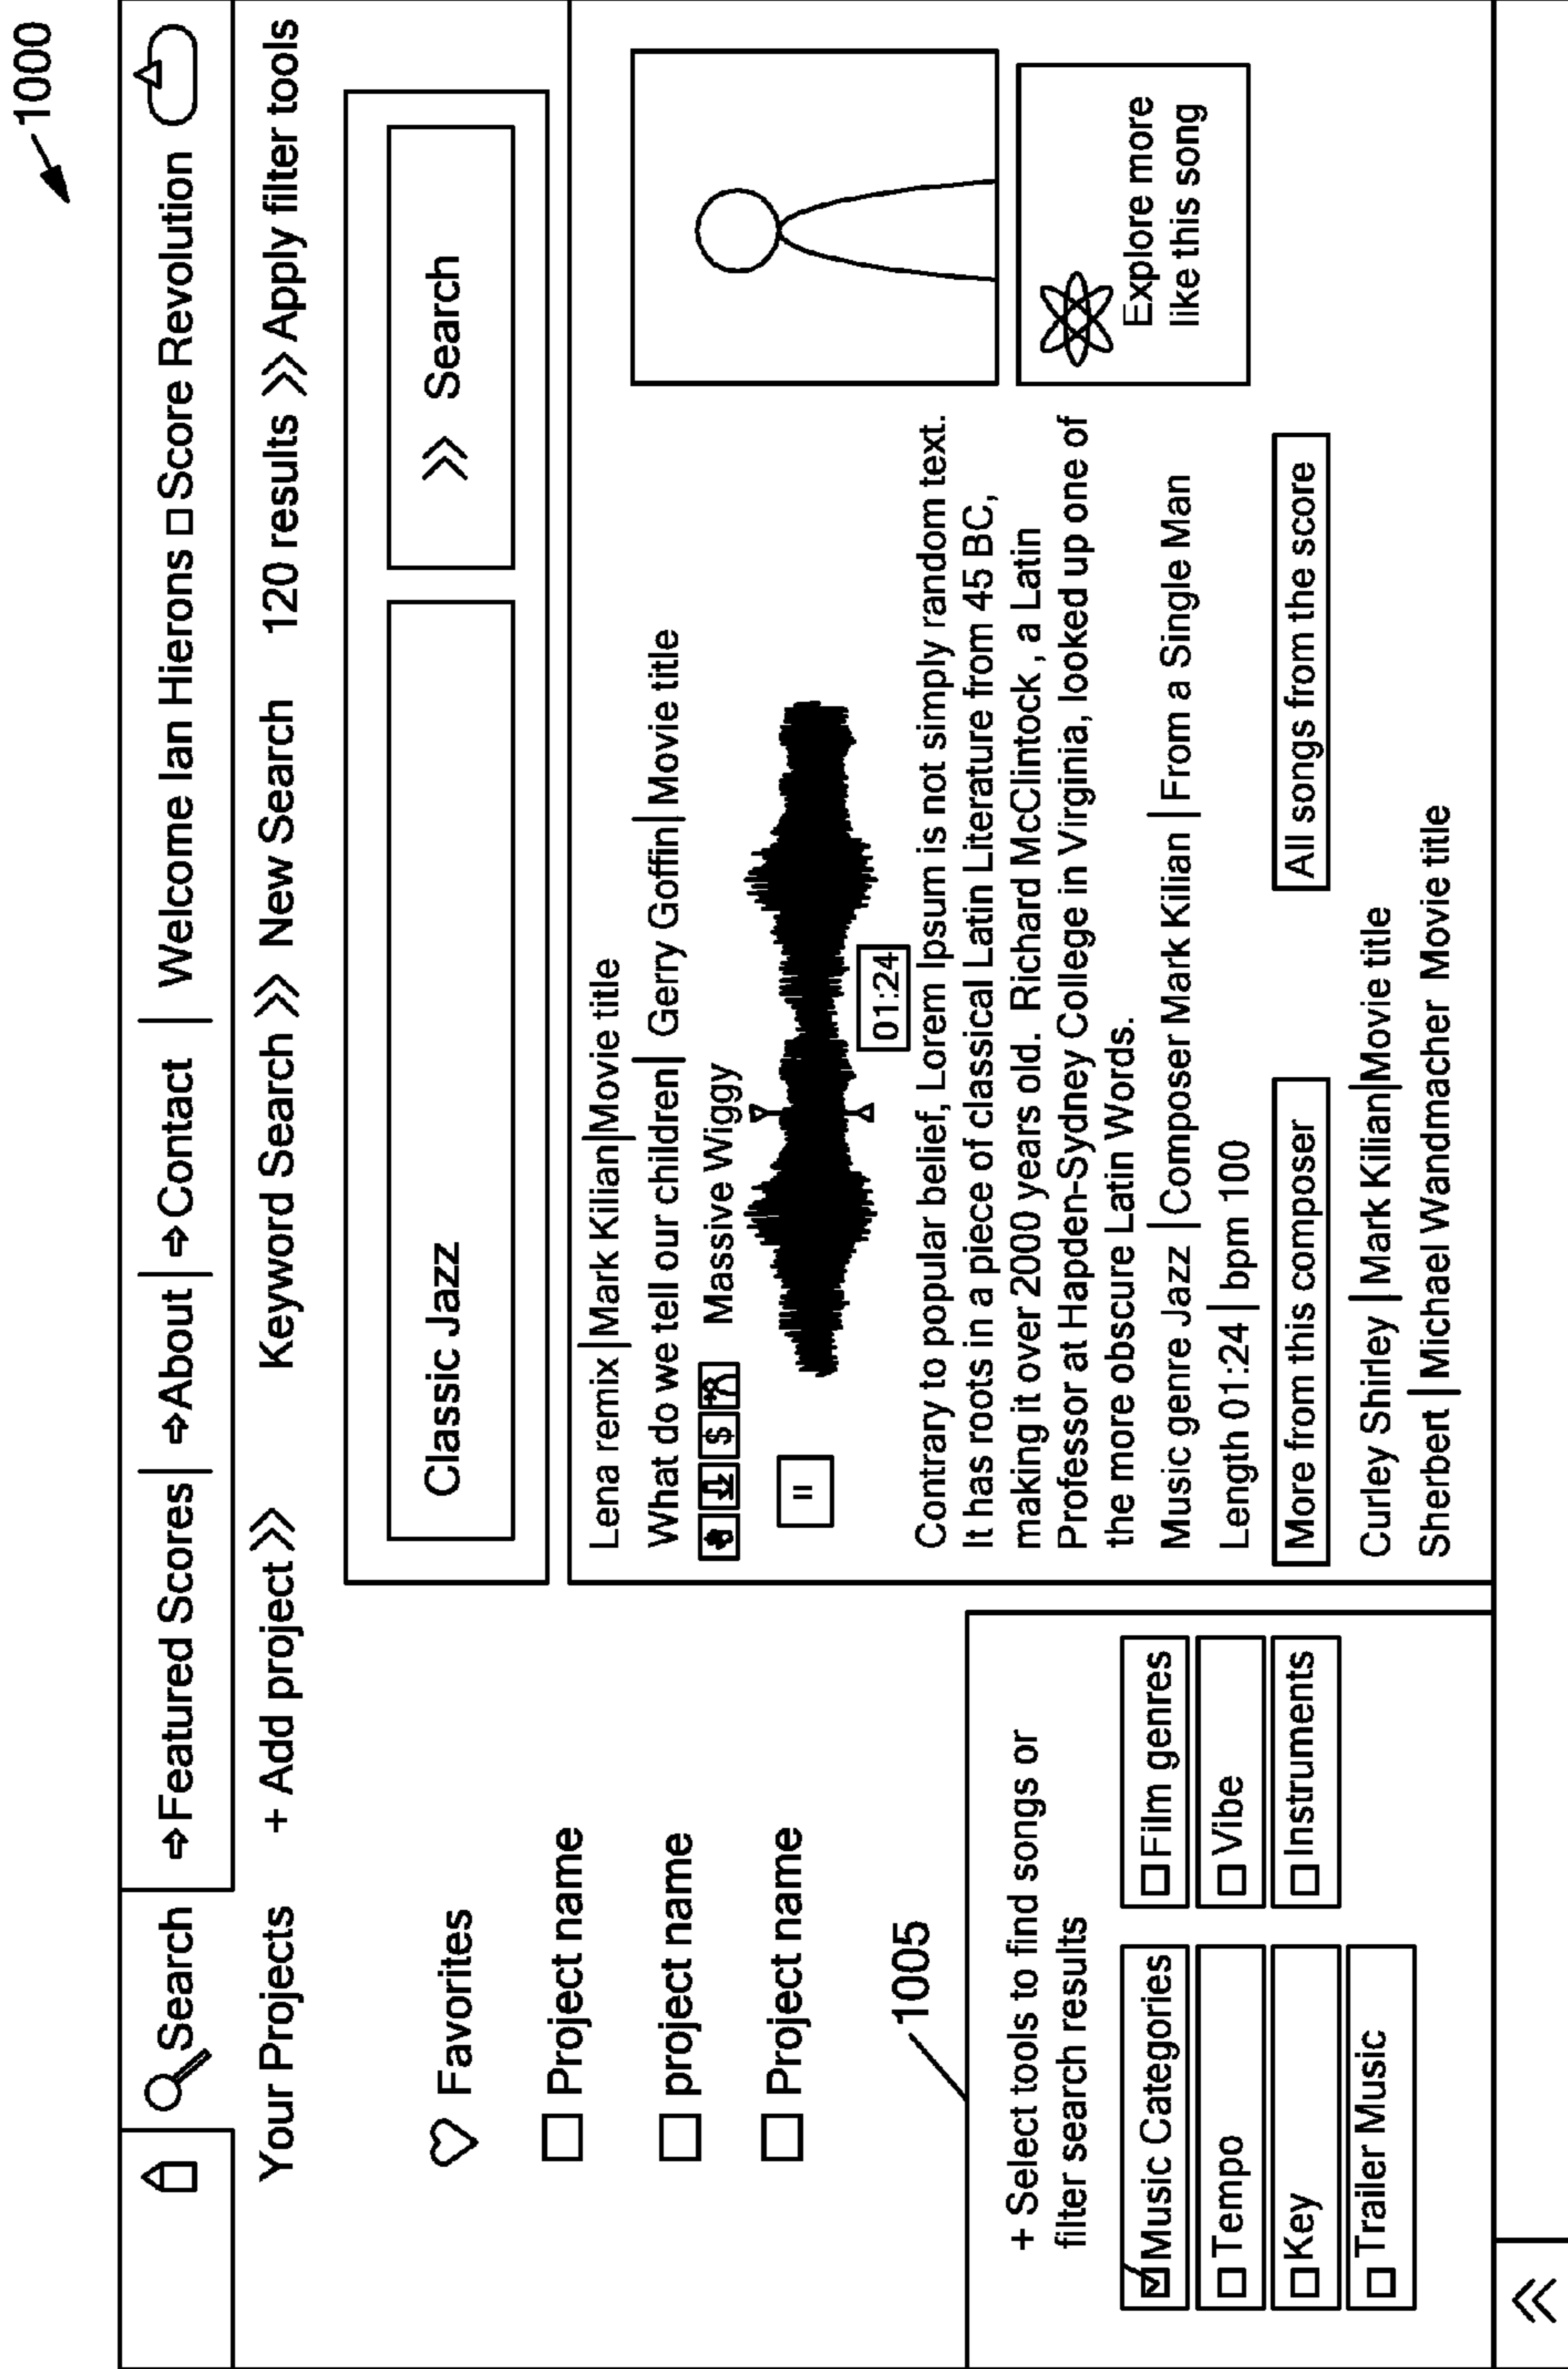 1000
Search ⇨Featured Scores | ⇨About | ⇨Contact | Welcome Ian Hierons □ Score Revolution
Your Projects + Add project >> Keyword Search >> New Search 120 results >> Apply filter tools
Favorites
Project name
project name
Project name
1005
+ Select tools to find songs or
filter search results
Music Categories
Film genres
Tempo
Vibe
Key
Instruments
Trailer Music
<<
Classic Jazz
>> Search
Lena remix | Mark Kilian | Movie title
What do we tell our children | Gerry Goffin | Movie title
$
Massive Wiggy
II
01:24
Contrary to popular belief, Lorem Ipsum is not simply random text.
It has roots in a piece of classical Latin Literature from 45 BC,
making it over 2000 years old. Richard McClintock , a Latin
Professor at Hapden-Sydney College in Virginia, looked up one of
the more obscure Latin Words.
Music genre Jazz | Composer Mark Kilian | From a Single Man
Length 01:24 | bpm 100
More from this composer
All songs from the score
Curley Shirley | Mark Kilian | Movie title
Sherbert | Michael Wandmacher Movie title
Explore more
like this song